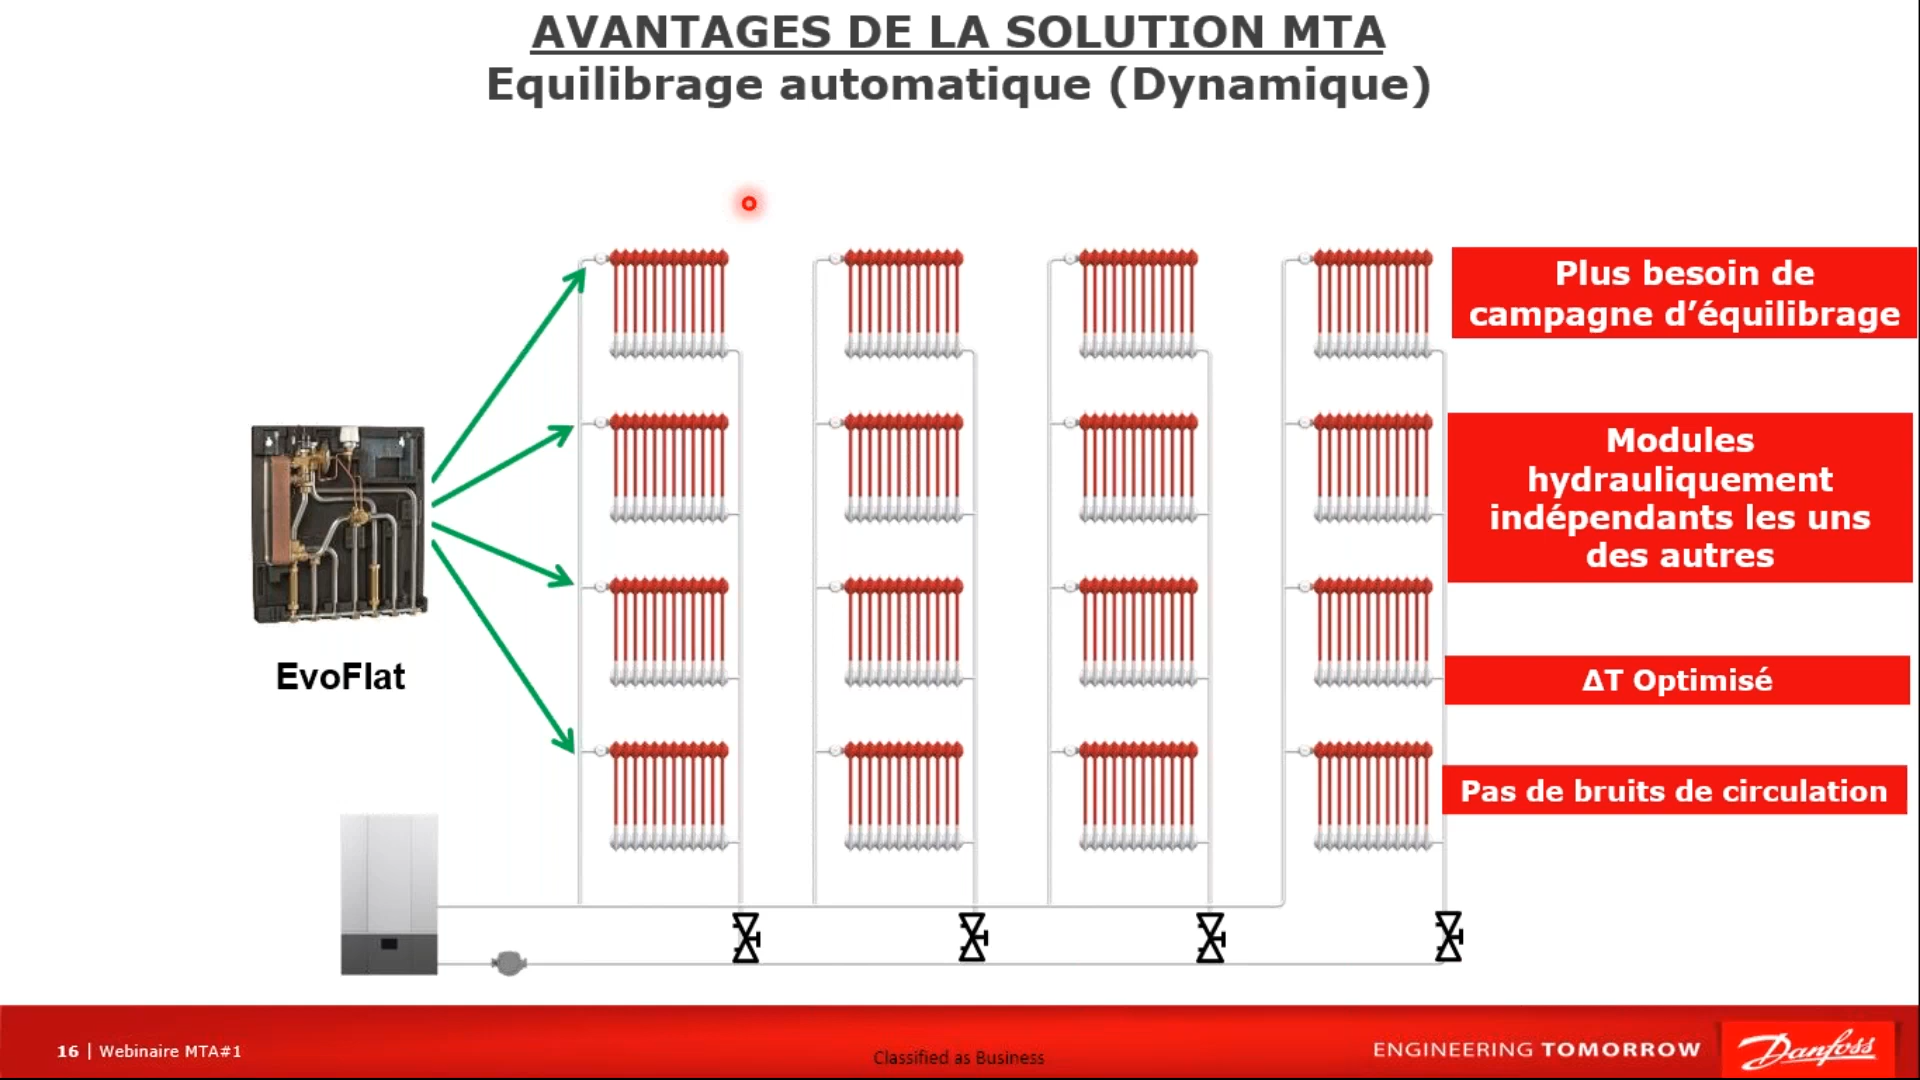 AVANTAGES DE LA SOLUTION MTA
Equilibrage automatique (Dynamique)
Plus besoin de
campagne d’équilibrage
Modules
hydrauliquement
indépendants les uns
des autres
EvoFlat
ΔT Optimisé
Pas de bruits de circulation
16 | Webinaire MTA#1
Classified as Business
ENGINEERING TOMORROW
Danfoss